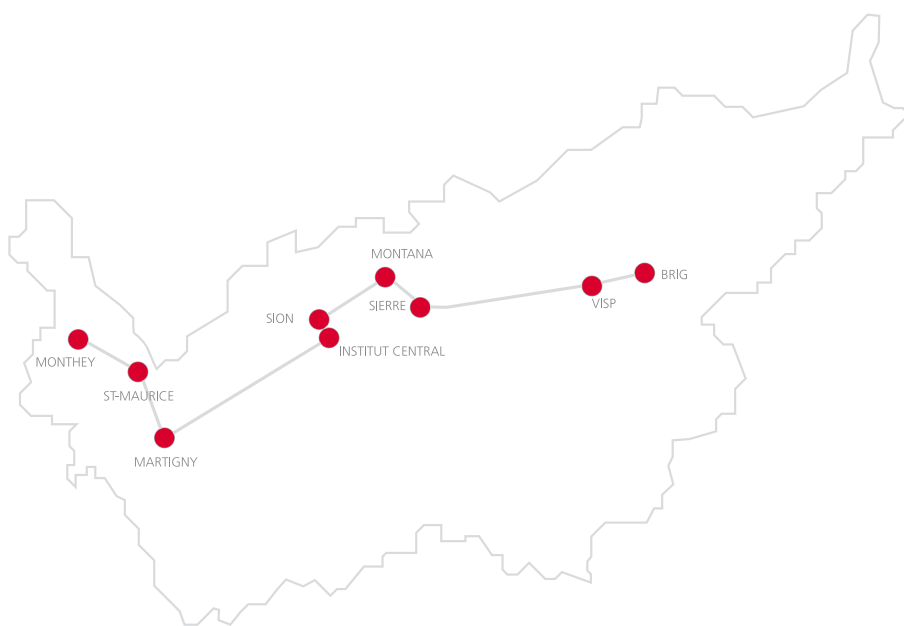 MONTANA
BRIG
VISP
SIERRE
SION
INSTITUT CENTRAL
MONTHEY
ST-MAURICE
MARTIGNY